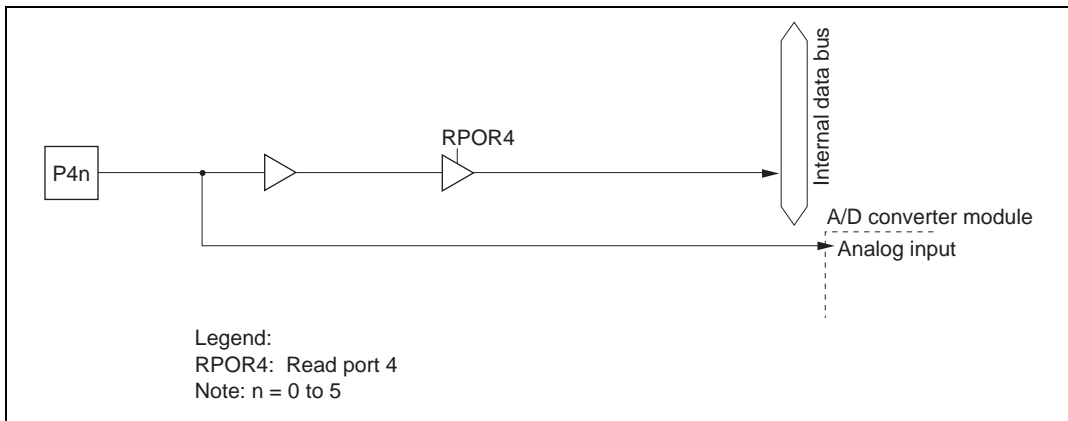 Internal data bus
RPOR4
P4n
A/D converter module
Analog input
Legend:
RPOR4: Read port 4
Note: n = 0 to 5